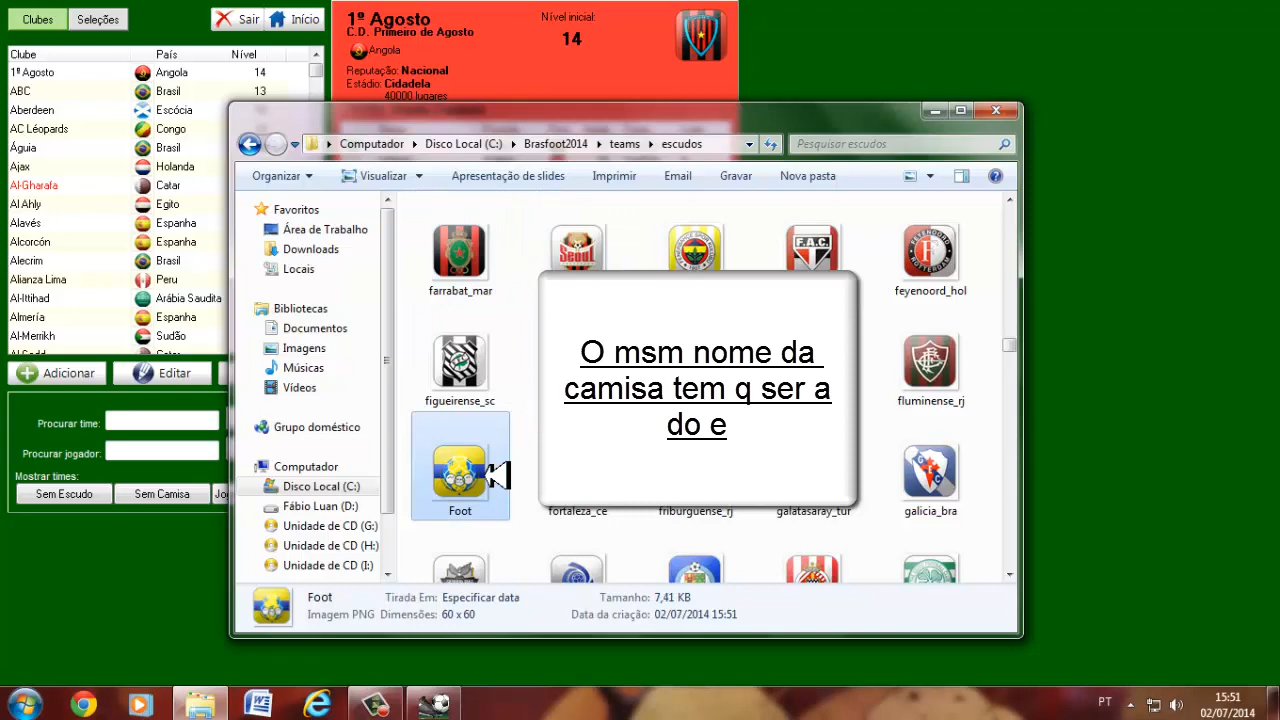 Clubes Seleções Sair Início
Clube País Nível
1º Agosto Angola 14
ABC Brasil 13
Aberdeen Escócia
AC Léopards Congo
Águia Brasil
Ajax Holanda
Al-Gharafa Catar
Al Ahly Egito
Alavés Espanha
Alcorcón Espanha
Alecrim Brasil
Alianza Lima Peru
Al-Ittihad Arábia Saudita
Almería Espanha
Al-Merrikh Sudão
Adicionar Editar
Procurar time:
Procurar jogador:
Mostrar times:
Sem Escudo Sem Camisa
1º Agosto
C.D. Primeiro de Agosto
Angola
Reputação: Nacional
Estádio: Cidadela
40000 lugares
Nível inicial:
14
Computador Disco Local (C:) Brasfoot2014 teams escudos
Pesquisar escudos
Organizar Visualizar Apresentação de slides Imprimir Email Gravar Nova pasta
Favoritos
Área de Trabalho
Downloads
Locais
Bibliotecas
Documentos
Imagens
Músicas
Vídeos
Grupo doméstico
Computador
Disco Local (C:)
Fábio Luan (D:)
Unidade de CD (G:)
Unidade de CD (H:)
Unidade de CD (I:)
Seoul
F.A.C.
FEYENOORD
ROTTERDAM
farrabat_mar feyenoord_hol
figueirense_sc fluminense_rj
Foot fortaleza_ce friburguense_rj galatasaray_tur galicia_bra
O msm nome da
camisa tem q ser a
do e
Foot Tirada Em: Especificar data Tamanho: 7,41 KB
Imagem PNG Dimensões: 60 x 60 Data da criação: 02/07/2014 15:51
PT
15:51
02/07/2014